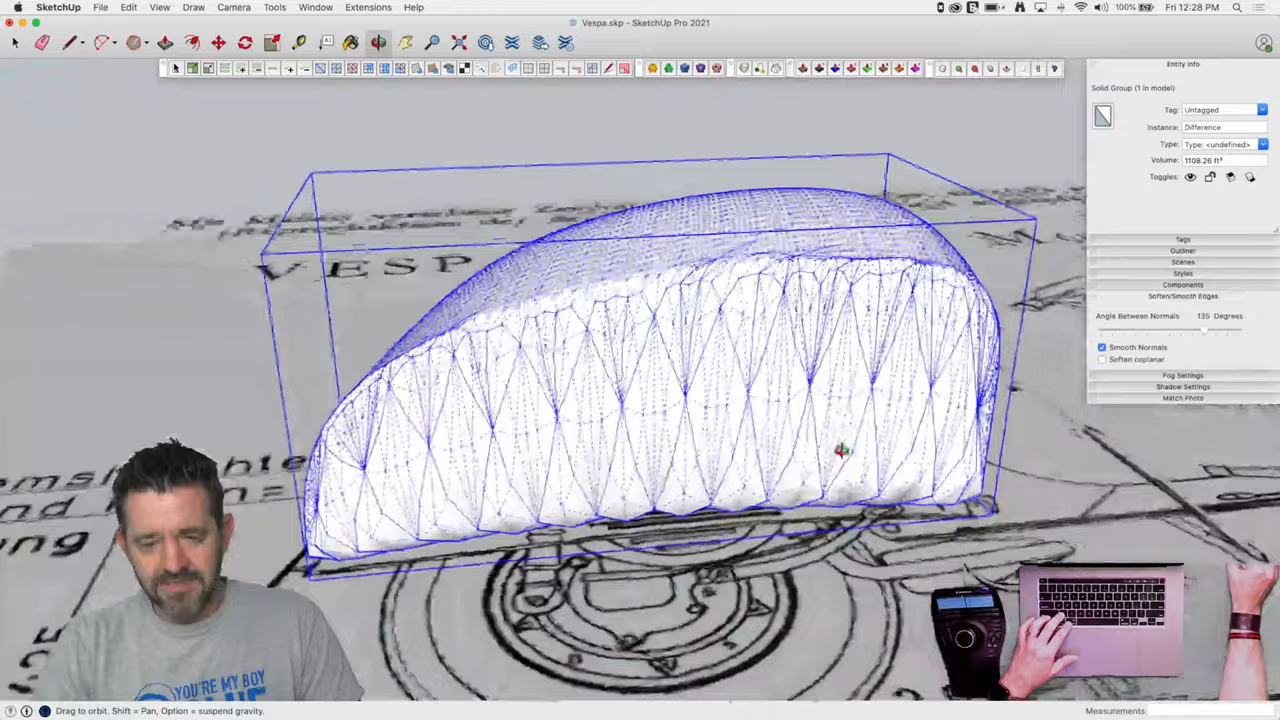 SketchUp File Edit View Draw Camera Tools Window Extensions Help
100% Fri 12:28 PM
Vespa.skp - SketchUp Pro 2021
Entity Info
Solid Group (1 in model)
Tag: Untagged
Instance: Difference
Type: Type: <undefined>
Volume: 1108.26 ft³
Toggles:
Tags
Outliner
Scenes
Styles
Components
Soften/Smooth Edges
Angle Between Normals 135 Degrees
Smooth Normals
Soften coplanar
Fog Settings
Shadow Settings
Match Photo
VESP
YOU'RE MY BOY
BLUE
Drag to orbit. Shift = Pan, Option = suspend gravity.
Measurements